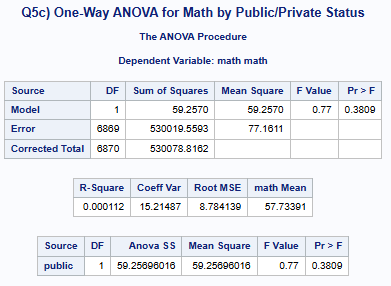 Q5c) One-Way ANOVA for Math by Public/Private Status
The ANOVA Procedure
Dependent Variable: math math
Source DF Sum of Squares Mean Square F Value Pr > F
Model 1 59.2570 59.2570 0.77 0.3809
Error 6869 530019.5593 77.1611
Corrected Total 6870 530078.8162
R-Square Coeff Var Root MSE math Mean
0.000112 15.21487 8.784139 57.73391
Source DF Anova SS Mean Square F Value Pr > F
public 1 59.25696016 59.25696016 0.77 0.3809